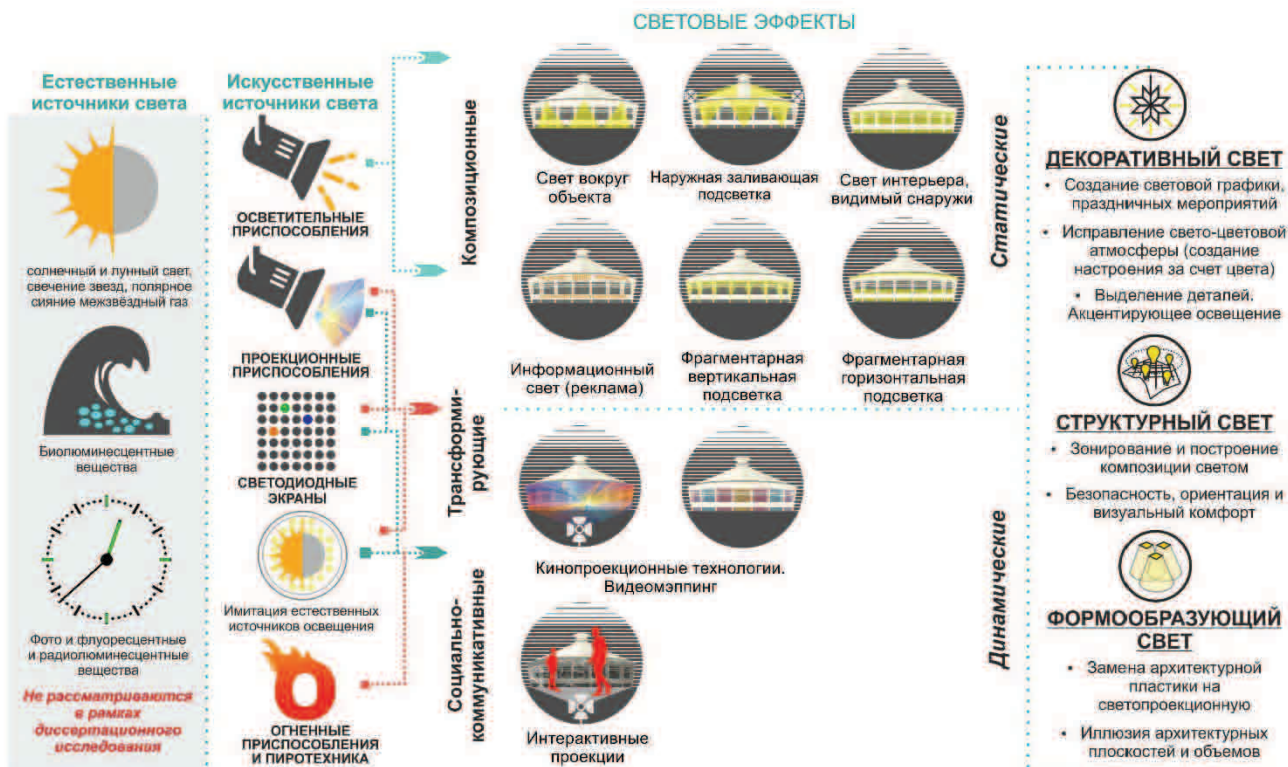 СВЕТОВЫЕ ЭФФЕКТЫ
Естественные
источники света
солнечный и лунный свет,
свечение звезд, полярное
сияние межзвёздный газ
Биолюминесцентные
вещества
Фото и флуоресцентные
и радиолюминесцентные
вещества
Не рассматриваются
в рамках
диссертационного
исследования
Искусственные
источники света
ОСВЕТИТЕЛЬНЫЕ
ПРИСПОСОБЛЕНИЯ
ПРОЕКЦИОННЫЕ
ПРИСПОСОБЛЕНИЯ
СВЕТОДИОДНЫЕ
ЭКРАНЫ
Имитация естественных
источников освещения
ОГНЕННЫЕ
ПРИСПОСОБЛЕНИЯ
И ПИРОТЕХНИКА
Композиционные
Трансформи-
рующие
Социально-
коммуникативные
Свет вокруг
объекта
Наружная заливающая
подсветка
Свет интерьера,
видимый снаружи
Информационный
свет (реклама)
Фрагментарная
вертикальная
подсветка
Фрагментарная
горизонтальная
подсветка
Кинопроекционные технологии.
Видеомэппинг
Интерактивные
проекции
Статические
Динамические
ДЕКОРАТИВНЫЙ СВЕТ
• Создание световой графики,
праздничных мероприятий
• Исправление свето-цветовой
атмосферы (создание
настроения за счет цвета)
• Выделение деталей.
Акцентирующее освещение
СТРУКТУРНЫЙ СВЕТ
• Зонирование и построение
композиции светом
• Безопасность, ориентация и
визуальный комфорт
ФОРМООБРАЗУЮЩИЙ
СВЕТ
• Замена архитектурной
пластики на
светопроекционную
• Иллюзия архитектурных
плоскостей и объемов